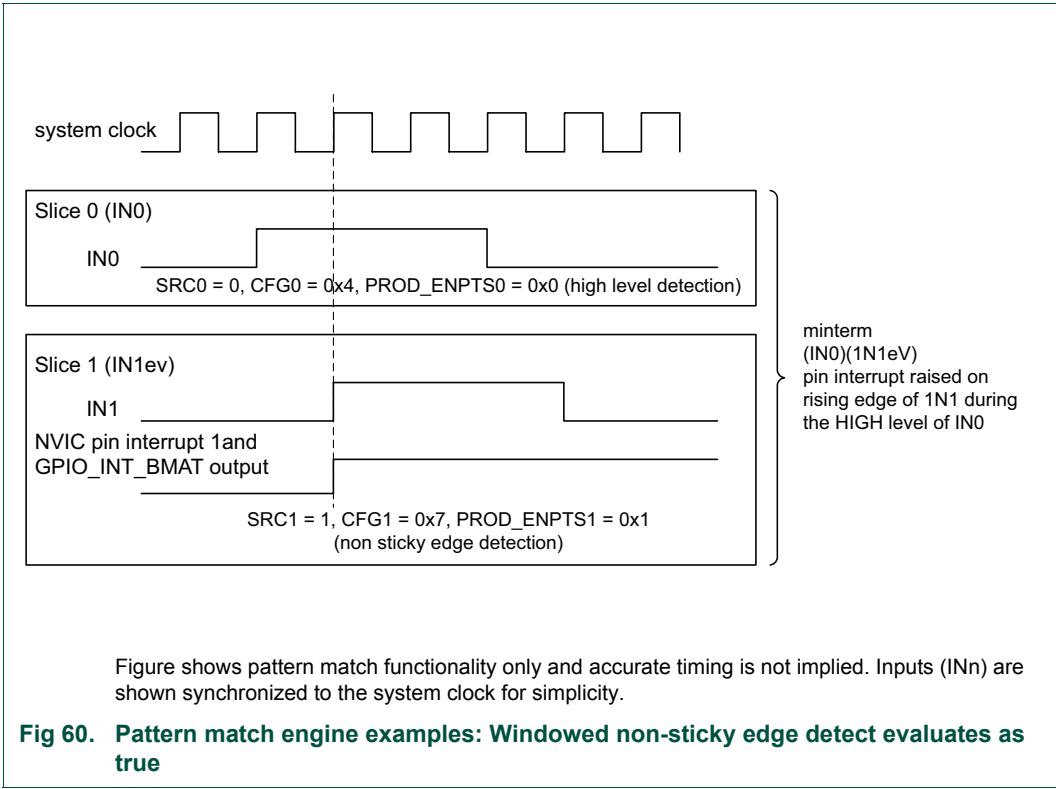 system clock
Slice 0 (IN0)
IN0
SRC0 = 0, CFG0 = 0x4, PROD_ENPTS0 = 0x0 (high level detection)
Slice 1 (IN1ev)
IN1
NVIC pin interrupt 1and
GPIO_INT_BMAT output
SRC1 = 1, CFG1 = 0x7, PROD_ENPTS1 = 0x1
(non sticky edge detection)
minterm
(IN0)(1N1eV)
pin interrupt raised on
rising edge of 1N1 during
the HIGH level of IN0
Figure shows pattern match functionality only and accurate timing is not implied. Inputs (INn) are
shown synchronized to the system clock for simplicity.
Fig 60. Pattern match engine examples: Windowed non-sticky edge detect evaluates as
true